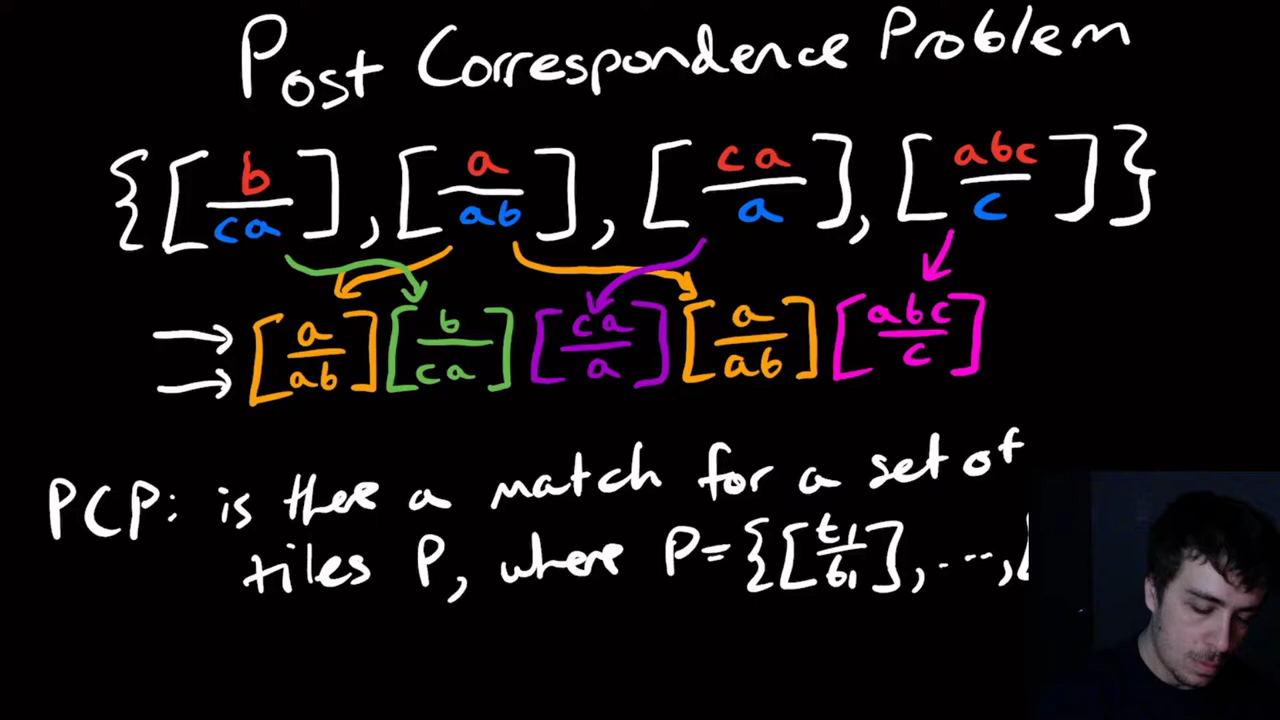 Post Correspondence Problem
{[b/ca], [a/ab], [ca/a], [abc/c]}
[a/ab][b/ca][ca/a][a/ab][abc/c]
PCP: is there a match for a set of
tiles P, where P={[t₁/b₁], ..., [